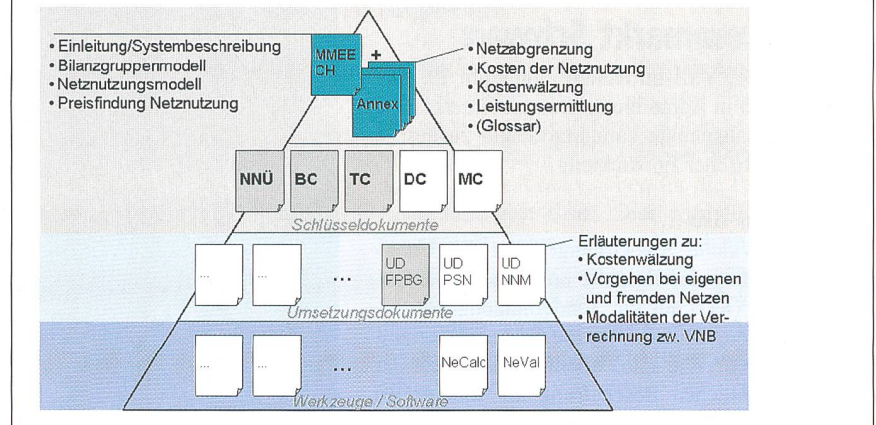 • Einleitung/Systembeschreibung
• Bilanzgruppenmodell
• Netznutzungsmodell
• Preisfindung Netznutzung
MMEE
CH
+
Annex
• Netzabgrenzung
• Kosten der Netznutzung
• Kostenwälzung
• Leistungsermittlung
• (Glossar)
NNÜ BC TC DC MC
Schlüsseldokumente
... ... ... UD FPBG UD PSN UD NNM
Umsetzungsdokumente
Erläuterungen zu:
• Kostenwälzung
• Vorgehen bei eigenen
und fremden Netzen
• Modalitäten der Ver-
rechnung zw. VNB
... ... ... NeCalc NeVal
Werkzeuge / Software